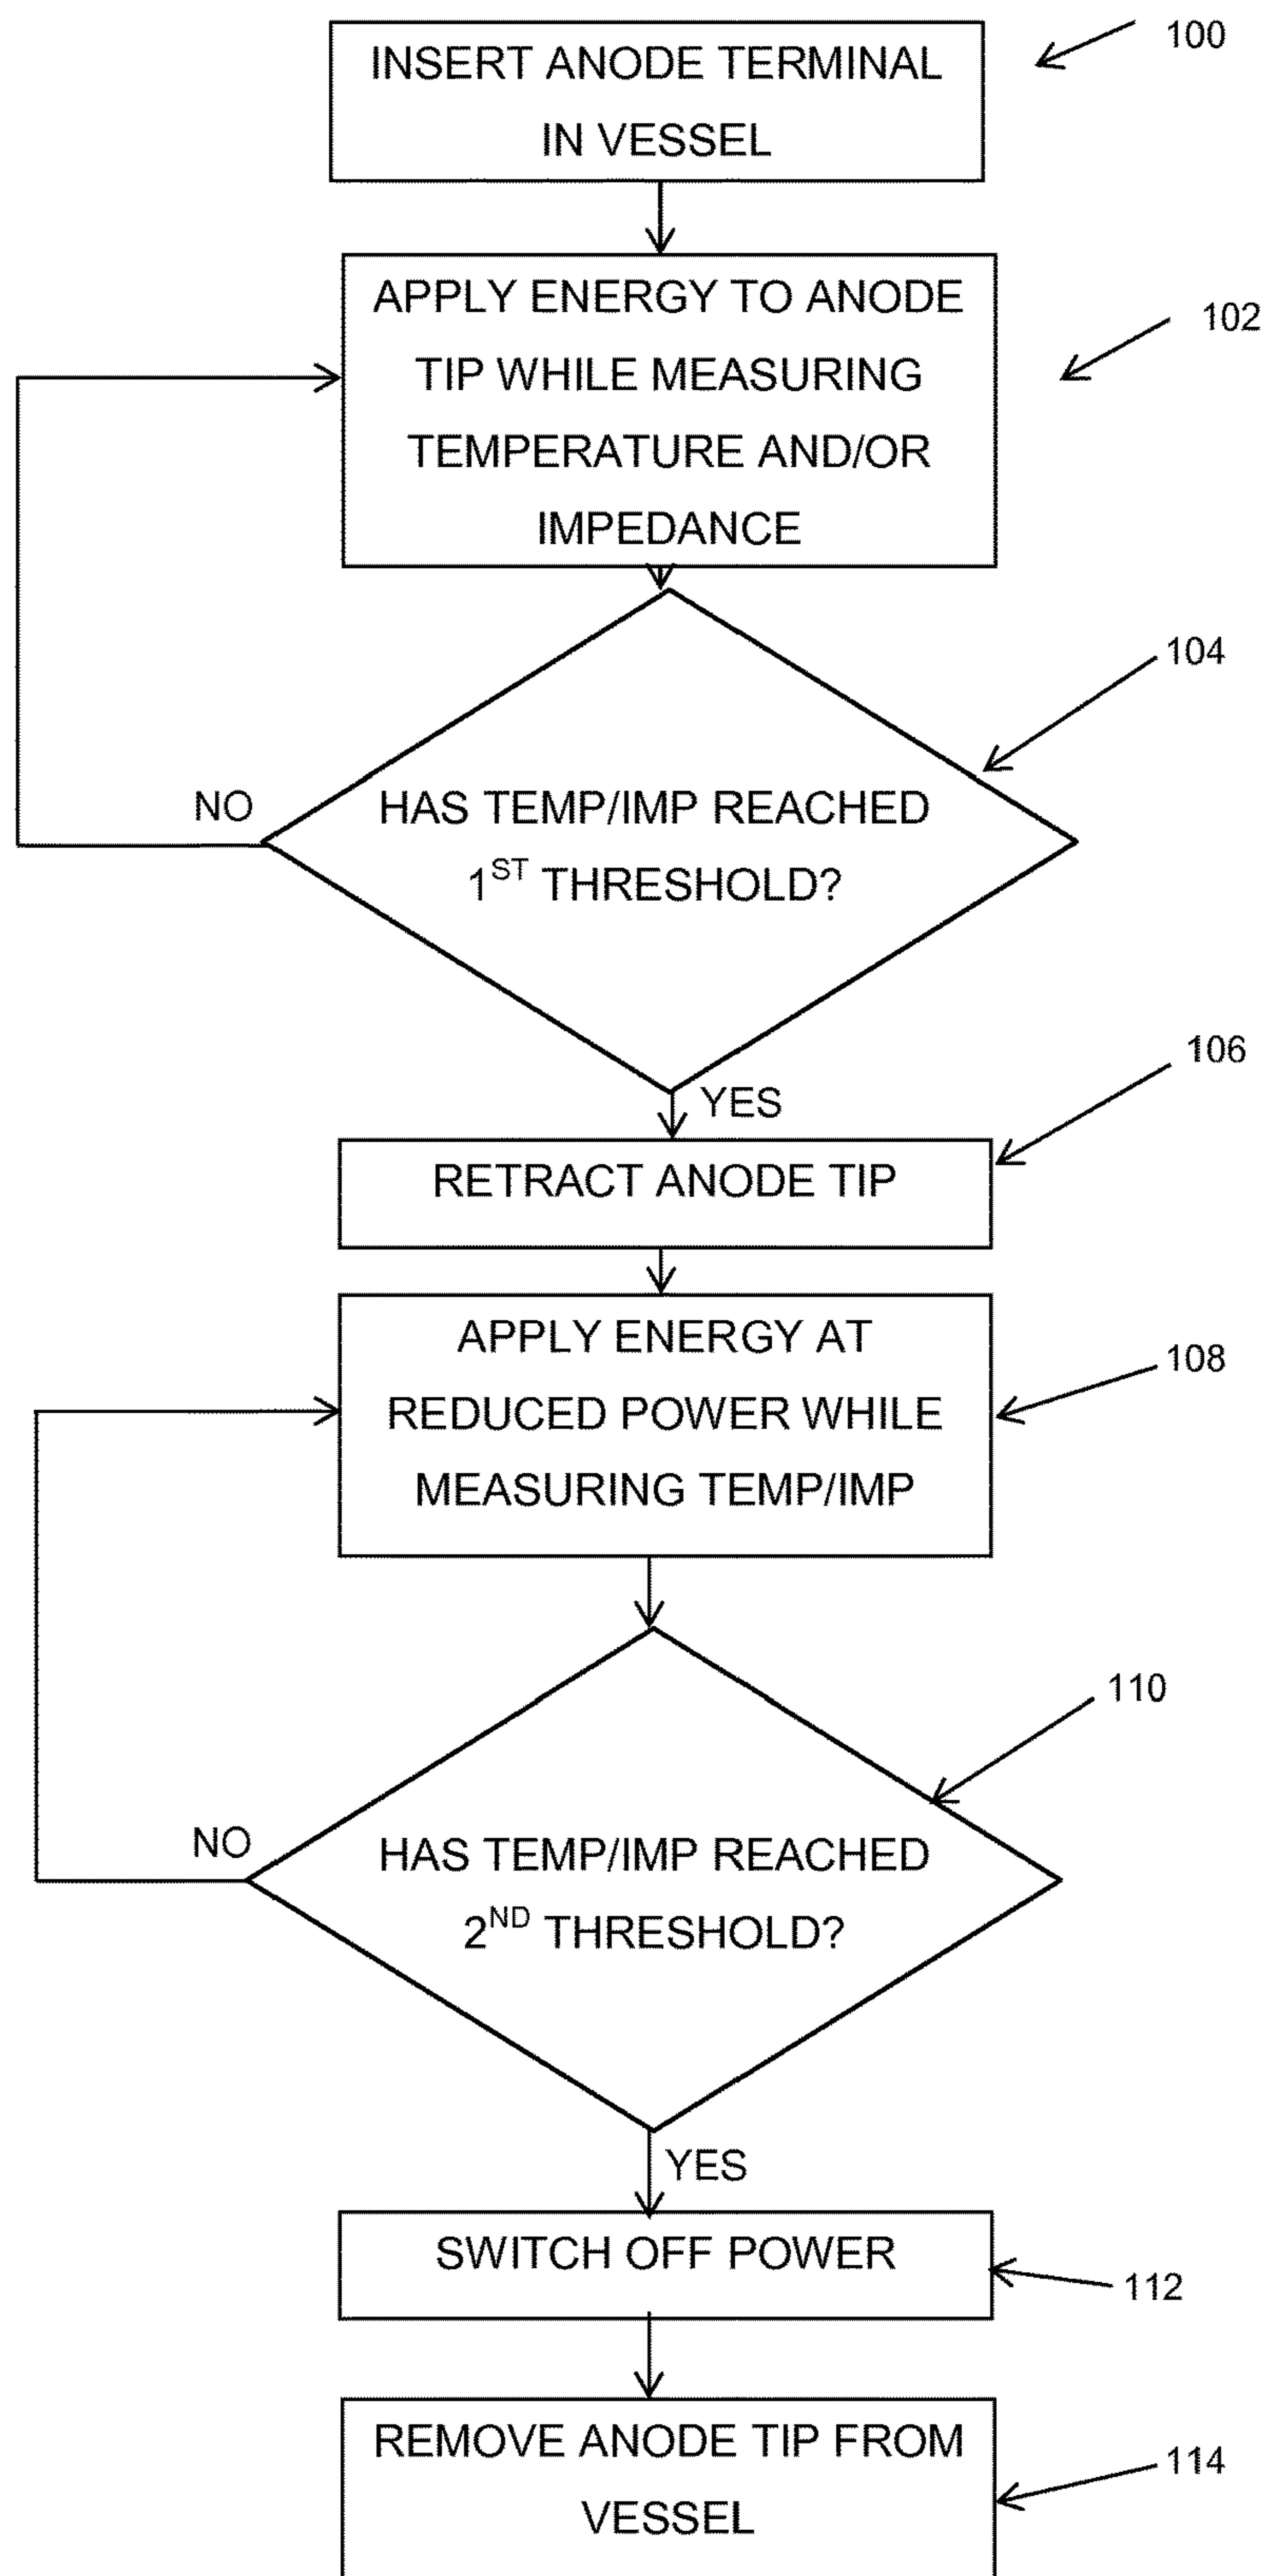 INSERT ANODE TERMINAL
IN VESSEL
100
APPLY ENERGY TO ANODE
TIP WHILE MEASURING
TEMPERATURE AND/OR
IMPEDANCE
102
104
NO
HAS TEMP/IMP REACHED
1ST THRESHOLD?
YES
106
RETRACT ANODE TIP
APPLY ENERGY AT
REDUCED POWER WHILE
MEASURING TEMP/IMP
108
110
NO
HAS TEMP/IMP REACHED
2ND THRESHOLD?
YES
SWITCH OFF POWER
112
REMOVE ANODE TIP FROM
VESSEL
114